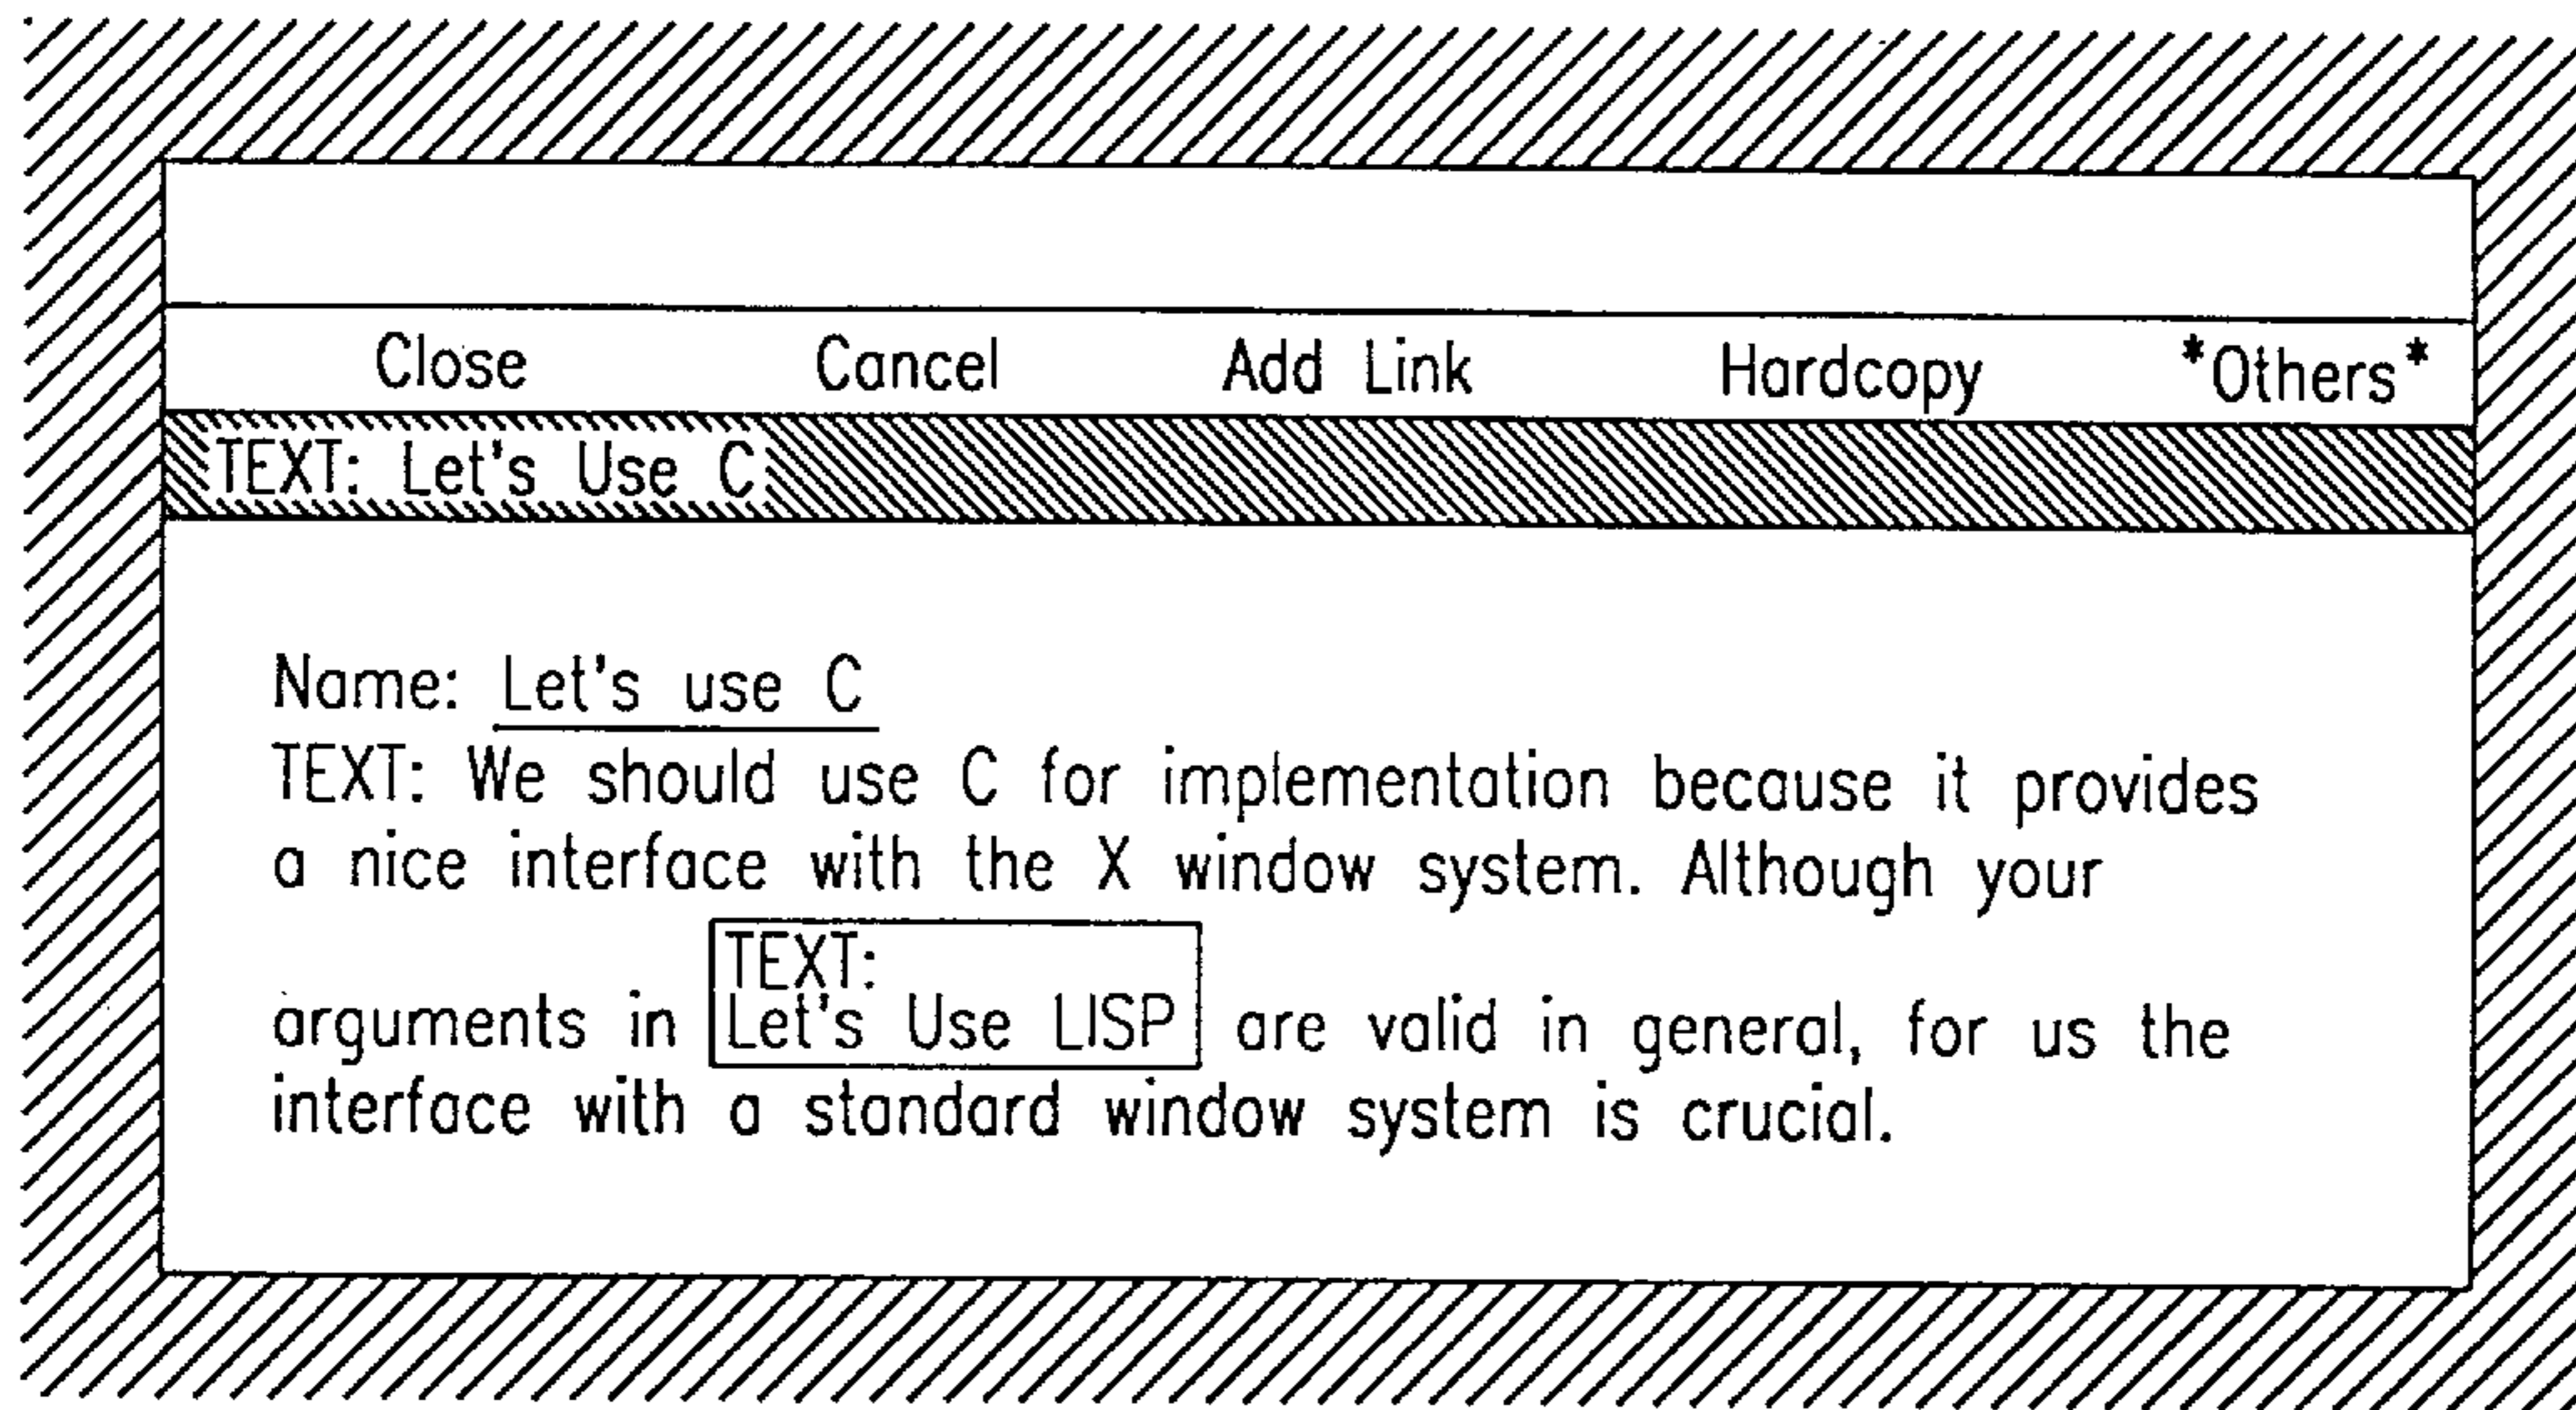 Close Cancel Add Link Hardcopy *Others*
TEXT: Let's Use C
Name: Let's use C
TEXT: We should use C for implementation because it provides
a nice interface with the X window system. Although your
TEXT:
arguments in Let's Use LISP are valid in general, for us the
interface with a standard window system is crucial.